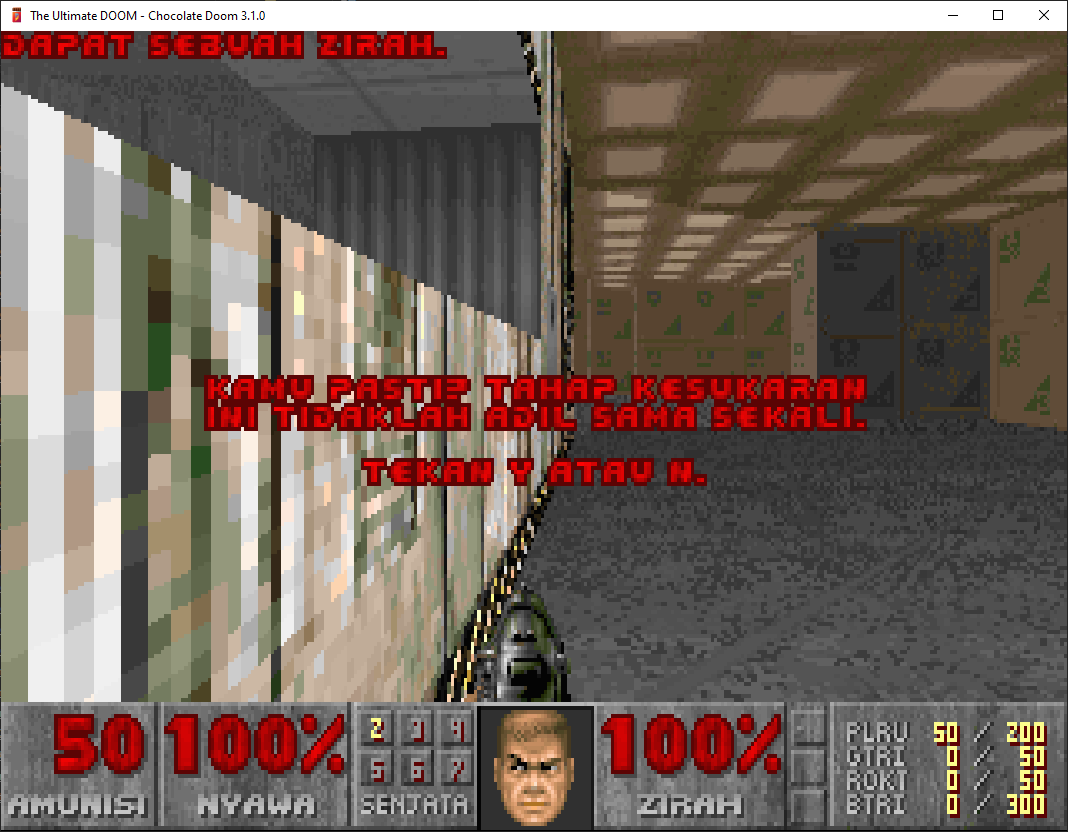 The Ultimate DOOM - Chocolate Doom 3.1.0
DAPAT SEBUAH ZIRAH.
KAMU PASTI? TAHAP KESUKARAN
INI TIDAKLAH ADIL SAMA SEKALI.
TEKAN Y ATAU N.
50 100% 2 3 4 100%
5 6 7
AMUNISI NYAWA SENJATA ZIRAH
PLRU 50 / 200
GTRI 0 / 50
ROKT 0 / 50
BTRI 0 / 300